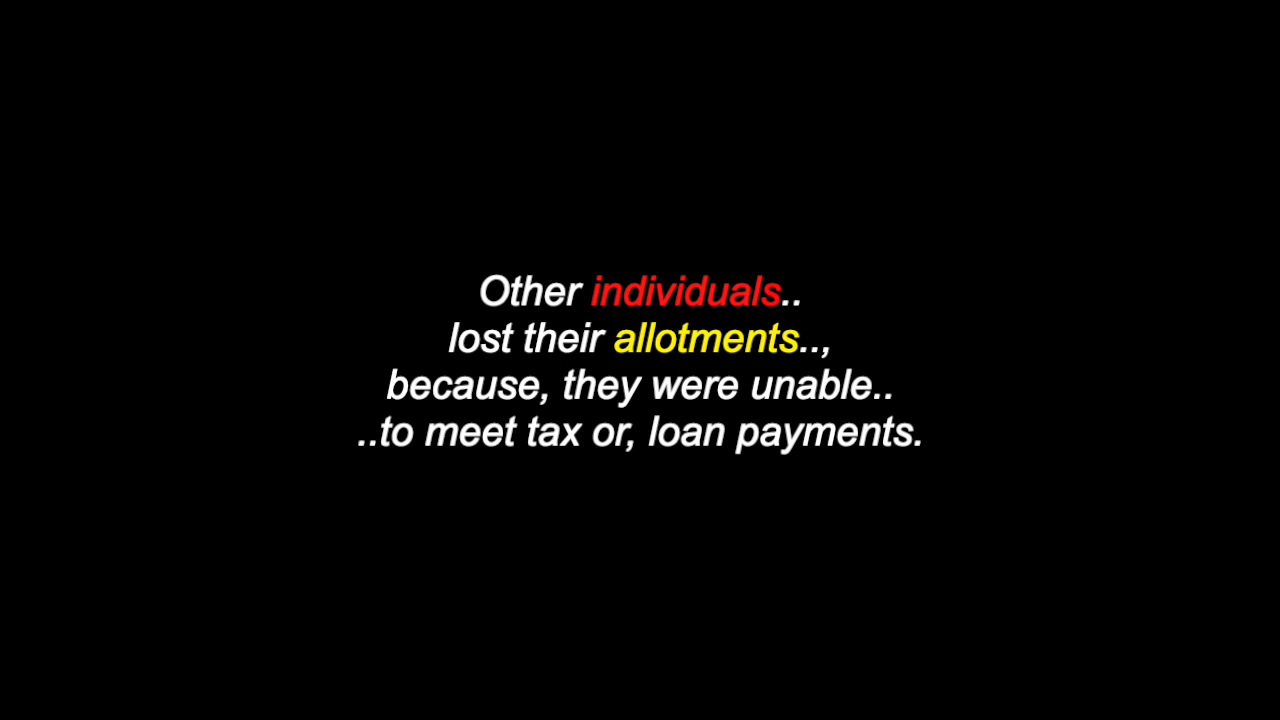 Other individuals..
lost their allotments..,
because, they were unable..
..to meet tax or, loan payments.